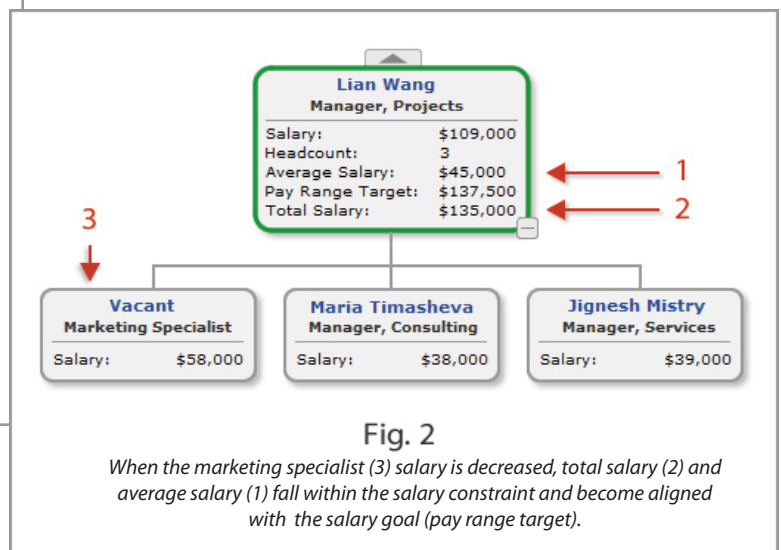 Lian Wang
Manager, Projects
Salary: $109,000
Headcount: 3
Average Salary: $45,000
Pay Range Target: $137,500
Total Salary: $135,000
1
2
3
Vacant
Marketing Specialist
Salary: $58,000
Maria Timasheva
Manager, Consulting
Salary: $38,000
Jignesh Mistry
Manager, Services
Salary: $39,000
Fig. 2
When the marketing specialist (3) salary is decreased, total salary (2) and
average salary (1) fall within the salary constraint and become aligned
with the salary goal (pay range target).